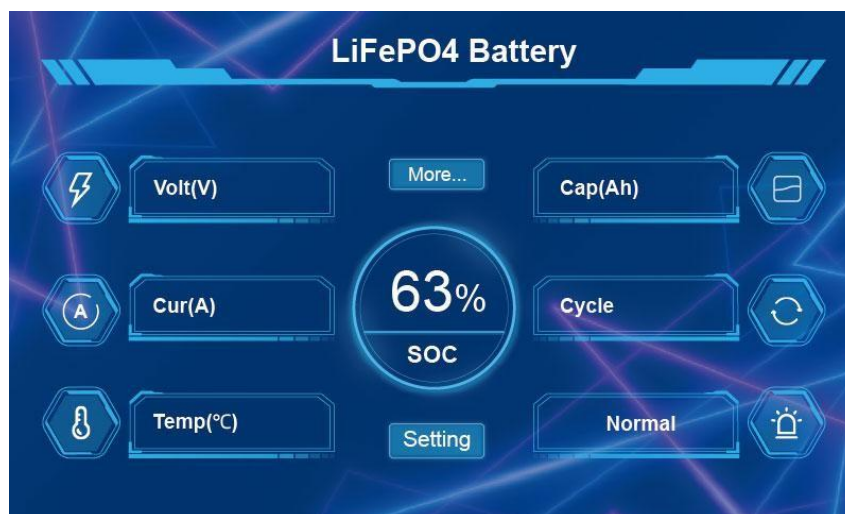 LiFePO4 Battery
Volt(V)
More...
Cap(Ah)
A
Cur(A)
63%
SOC
Cycle
Temp(℃)
Setting
Normal